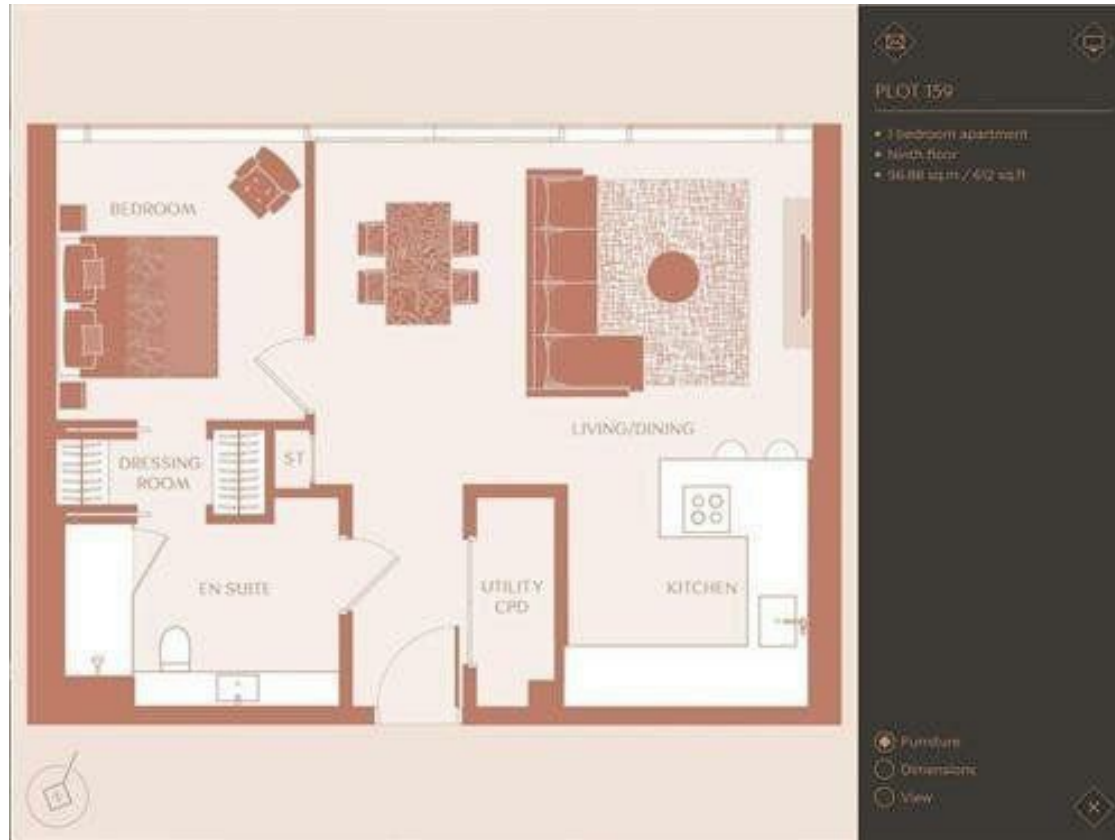 PLOT 159
• 1 bedroom apartment
• Ninth floor
• 56.88 sq.m / 612 sq.ft
BEDROOM
LIVING/DINING
DRESSING
ROOM
ST
EN SUITE
UTILITY
CPD
KITCHEN
Furniture
Dimensions
View